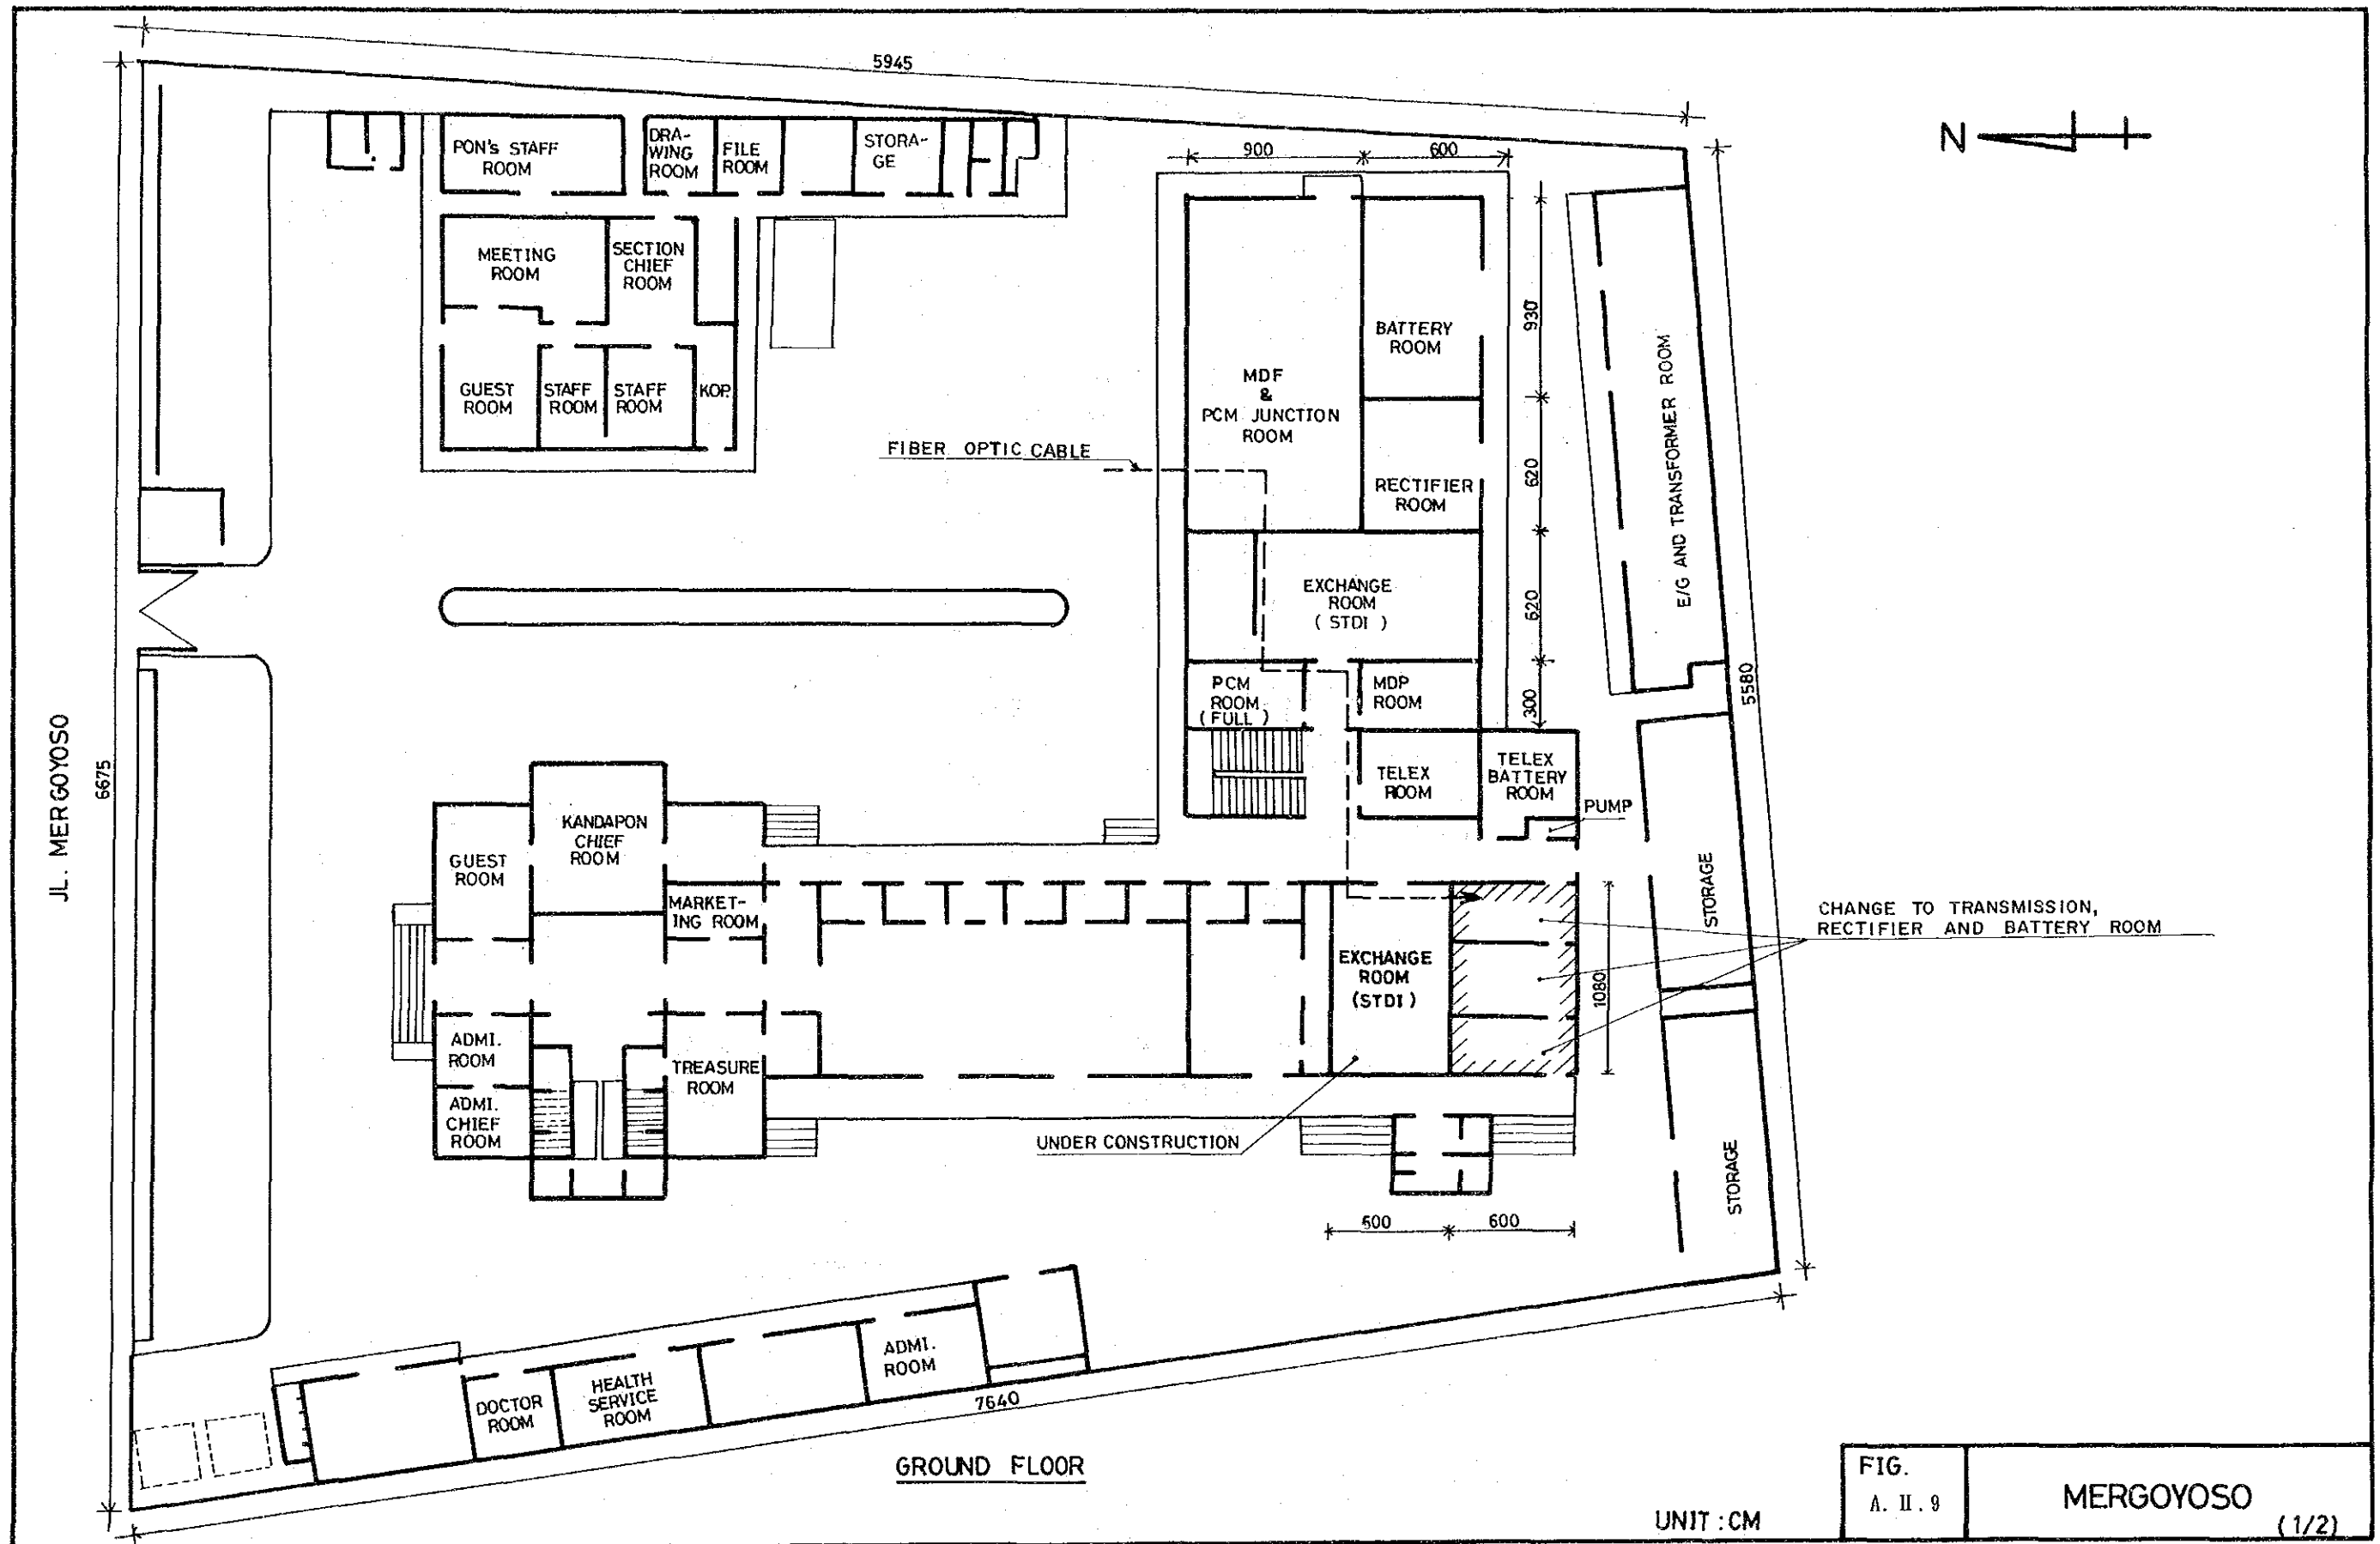 5945
N
900
600
PON's STAFF
ROOM
DRA-
WING
ROOM
FILE
ROOM
STORA-
GE
MEETING
ROOM
SECTION
CHIEF
ROOM
GUEST
ROOM
STAFF
ROOM
STAFF
ROOM
KOP.
FIBER OPTIC CABLE
MDF
&
PCM JUNCTION
ROOM
BATTERY
ROOM
RECTIFIER
ROOM
930
620
620
300
E/G AND TRANSFORMER ROOM
5580
EXCHANGE
ROOM
( STDI )
PCM
ROOM
( FULL )
MDP
ROOM
TELEX
ROOM
TELEX
BATTERY
ROOM
PUMP
JL. MERGOYOSO
6675
GUEST
ROOM
KANDAPON
CHIEF
ROOM
MARKET-
ING ROOM
ADMI.
ROOM
ADMI.
CHIEF
ROOM
TREASURE
ROOM
EXCHANGE
ROOM
(STDI)
1080
STORAGE
STORAGE
CHANGE TO TRANSMISSION,
RECTIFIER AND BATTERY ROOM
UNDER CONSTRUCTION
600
600
DOCTOR
ROOM
HEALTH
SERVICE
ROOM
ADMI.
ROOM
7640
GROUND FLOOR
UNIT : CM
FIG.
A. II. 9
MERGOYOSO
(1/2)